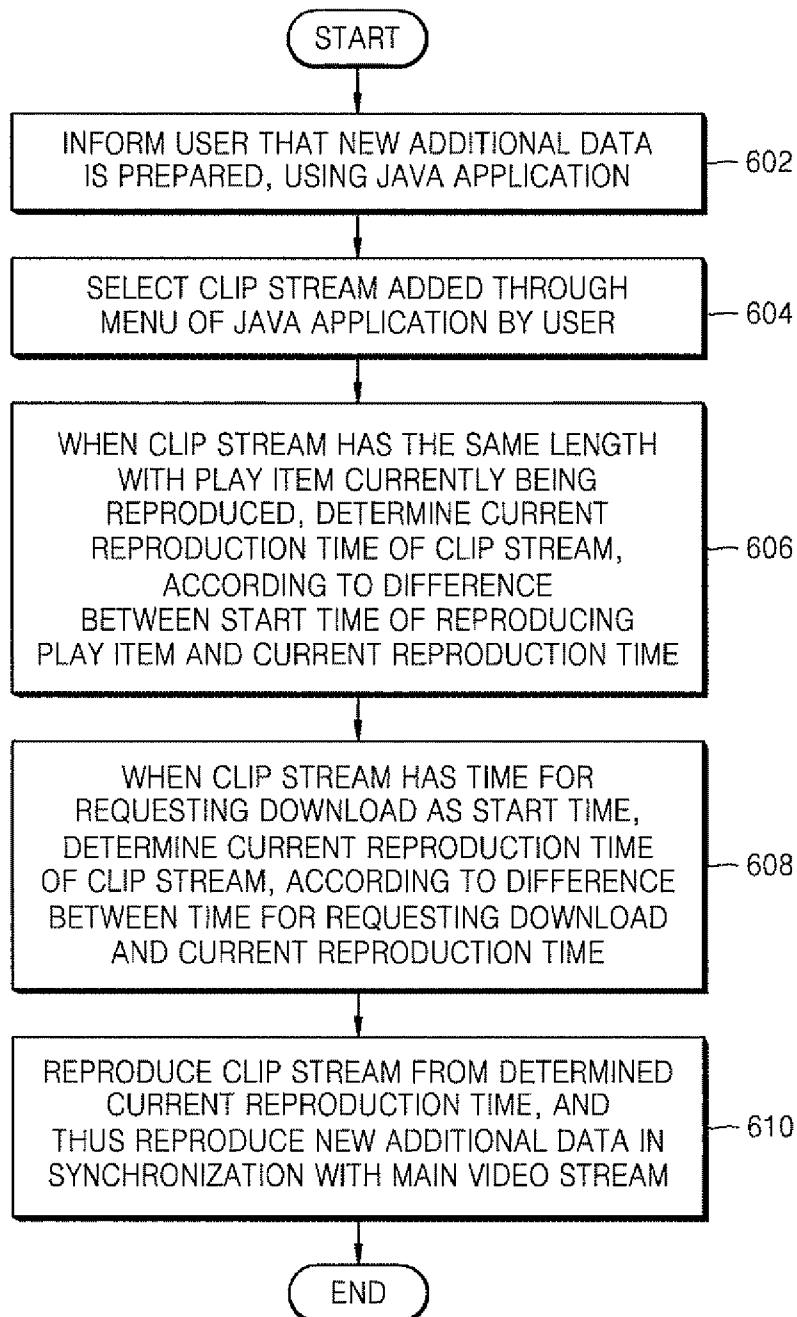 START
INFORM USER THAT NEW ADDITIONAL DATA
IS PREPARED, USING JAVA APPLICATION
602
SELECT CLIP STREAM ADDED THROUGH
MENU OF JAVA APPLICATION BY USER
604
WHEN CLIP STREAM HAS THE SAME LENGTH
WITH PLAY ITEM CURRENTLY BEING
REPRODUCED, DETERMINE CURRENT
REPRODUCTION TIME OF CLIP STREAM,
ACCORDING TO DIFFERENCE
BETWEEN START TIME OF REPRODUCING
PLAY ITEM AND CURRENT REPRODUCTION TIME
606
WHEN CLIP STREAM HAS TIME FOR
REQUESTING DOWNLOAD AS START TIME,
DETERMINE CURRENT REPRODUCTION TIME
OF CLIP STREAM, ACCORDING TO DIFFERENCE
BETWEEN TIME FOR REQUESTING DOWNLOAD
AND CURRENT REPRODUCTION TIME
608
REPRODUCE CLIP STREAM FROM DETERMINED
CURRENT REPRODUCTION TIME, AND
THUS REPRODUCE NEW ADDITIONAL DATA IN
SYNCHRONIZATION WITH MAIN VIDEO STREAM
610
END